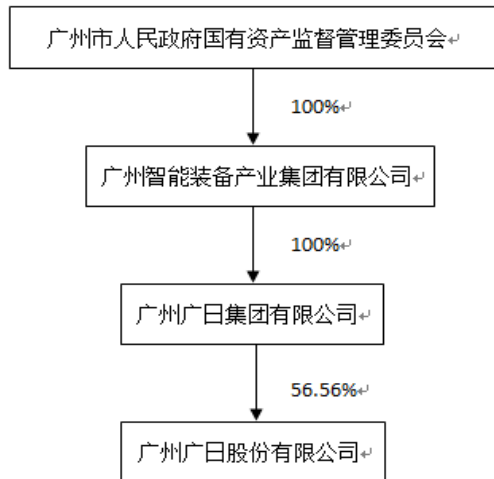 广州市人民政府国有资产监督管理委员会
100%
广州智能装备产业集团有限公司
100%
广州广日集团有限公司
56.56%
广州广日股份有限公司